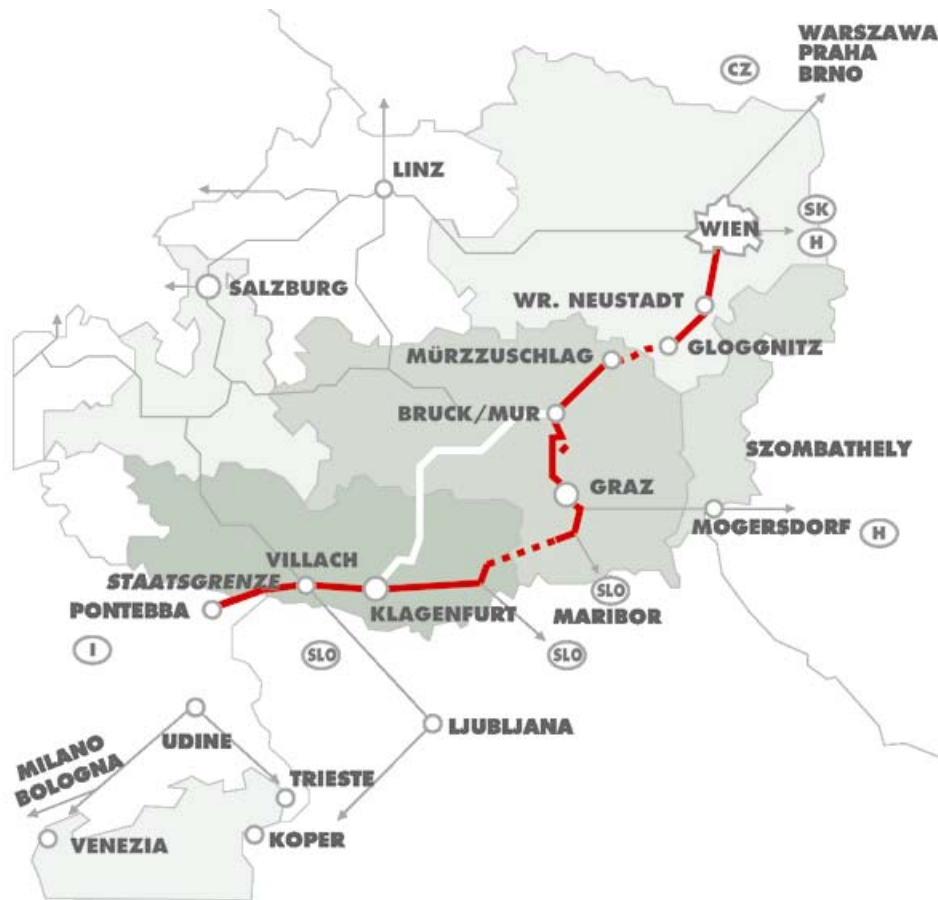 WARSZAWA
PRAHA
BRNO
CZ
LINZ
SK
WIEN
H
SALZBURG
WR. NEUSTADT
GLOGGNITZ
MÜRZZUSCHLAG
BRUCK/MUR
SZOMBATHELY
GRAZ
MOGERSDORF
H
VILLACH
STAATSGRENZE
PONTEBBA
KLAGENFURT
SLO
MARIBOR
I
SLO
SLO
LJUBLJANA
UDINE
MILANO
BOLOGNA
TRIESTE
KOPER
VENEZIA